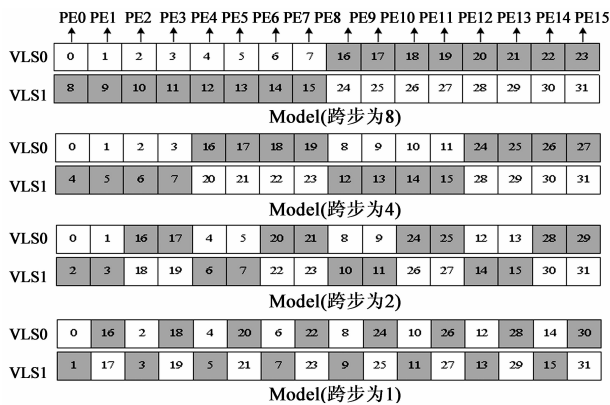 PE0 PE1 PE2 PE3 PE4 PE5 PE6 PE7 PE8 PE9 PE10 PE11 PE12 PE13 PE14 PE15
VLS0 0 1 2 3 4 5 6 7 16 17 18 19 20 21 22 23
VLS1 8 9 10 11 12 13 14 15 24 25 26 27 28 29 30 31
Model(跨步为8)
VLS0 0 1 2 3 16 17 18 19 8 9 10 11 24 25 26 27
VLS1 4 5 6 7 20 21 22 23 12 13 14 15 28 29 30 31
Model(跨步为4)
VLS0 0 1 16 17 4 5 20 21 8 9 24 25 12 13 28 29
VLS1 2 3 18 19 6 7 22 23 10 11 26 27 14 15 30 31
Model(跨步为2)
VLS0 0 16 2 18 4 20 6 22 8 24 10 26 12 28 14 30
VLS1 1 17 3 19 5 21 7 23 9 25 11 27 13 29 15 31
Model(跨步为1)